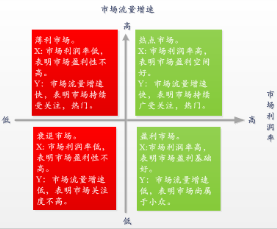 市场流量增速
高
薄利市场。
X: 市场利润率低,
表明市场盈利性不
高。
Y: 市场流量增速
快,表明市场持续
受关注,热门。
热点市场。
X: 市场利润率高,
表明市场盈利空间
好。
Y: 市场流量增速
快,表明市场持续
广受关注,热门。
低
高
市场利润率
衰退市场。
X:市场利润率低,
表明市场盈利性不
高。
Y: 市场流量增速
低,表明市场关注
度不高。
盈利市场。
X:市场利润率高,
表明市场盈利基础
好。
Y: 市场流量增速
低,表明市场尚属
于小众。
低